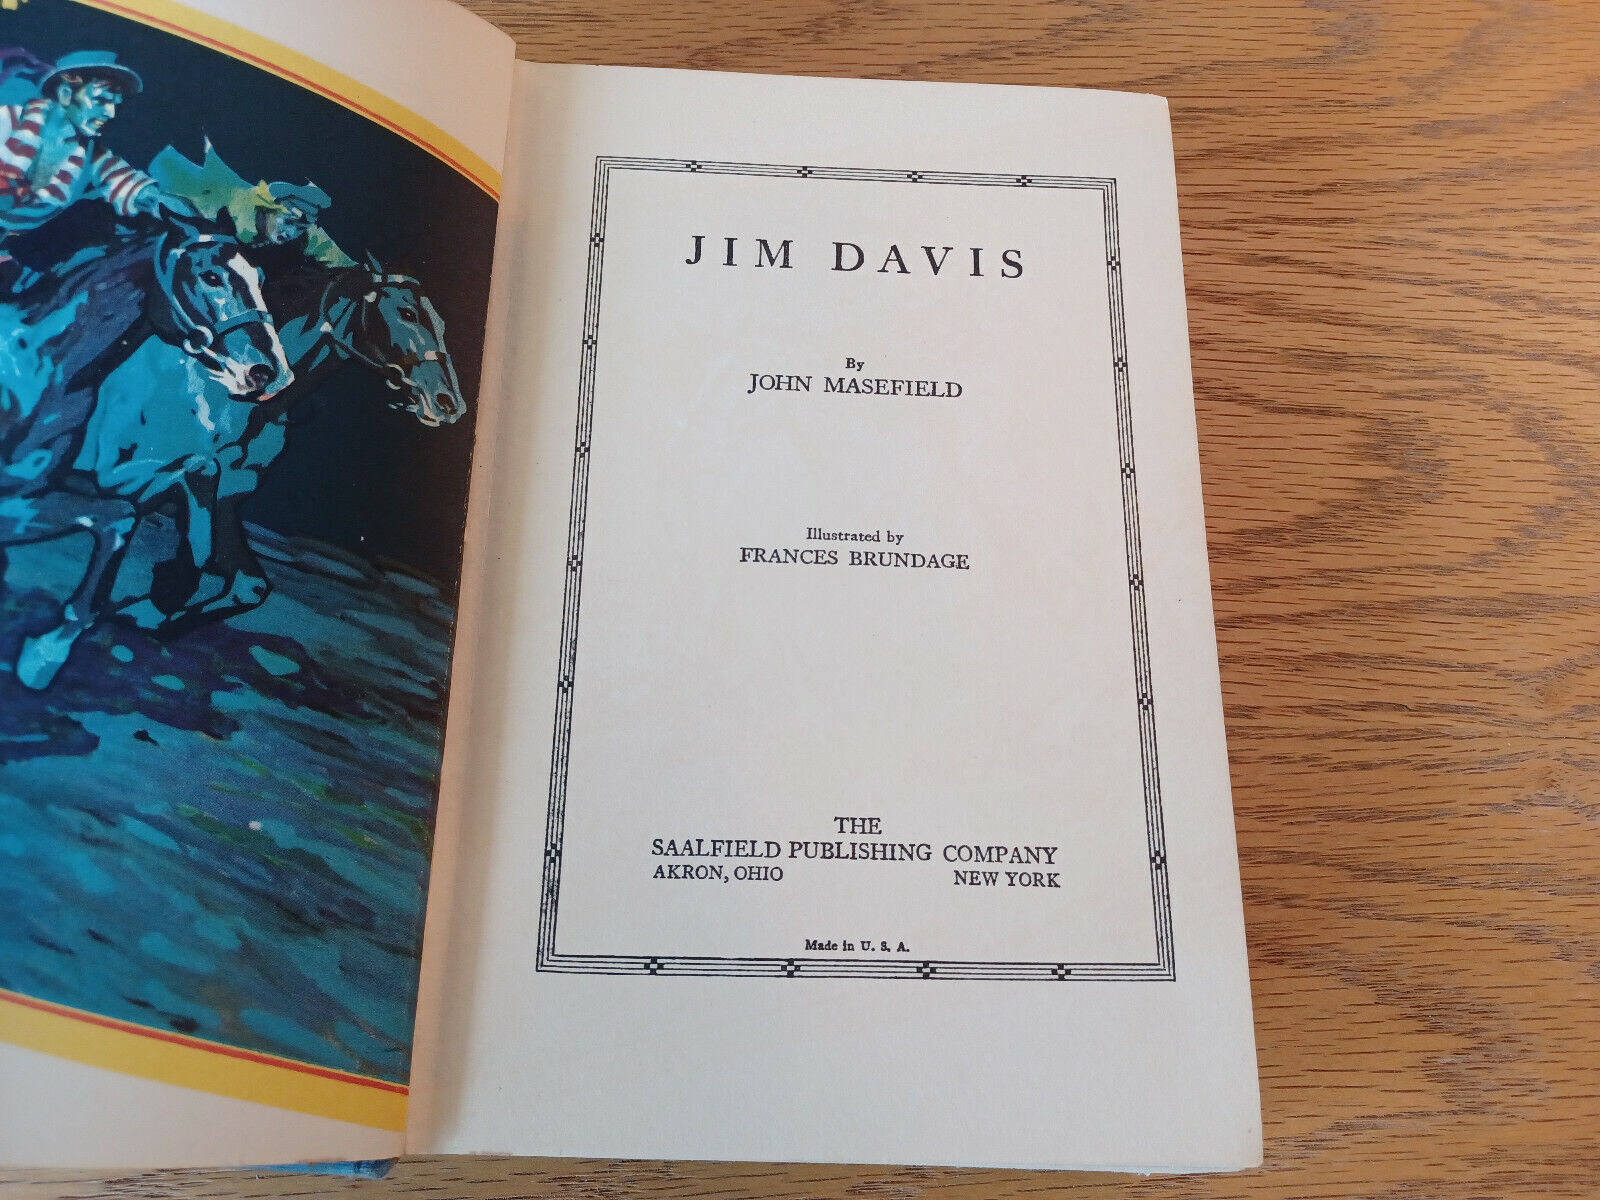 JIM DAVIS
By
JOHN MASEFIELD
Illustrated by
FRANCES BRUNDAGE
THE
SAALFIELD PUBLISHING COMPANY
AKRON, OHIO NEW YORK
Made in U. S. A.